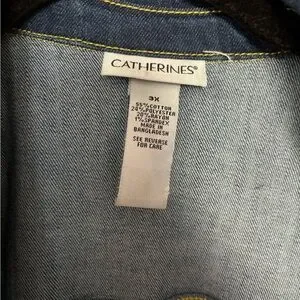 CATHERINES®
3X
55%COTTON
24%POLYESTER
20%RAYON
1%SPANDEX
MADE IN
BANGLADESH
SEE REVERSE
FOR CARE